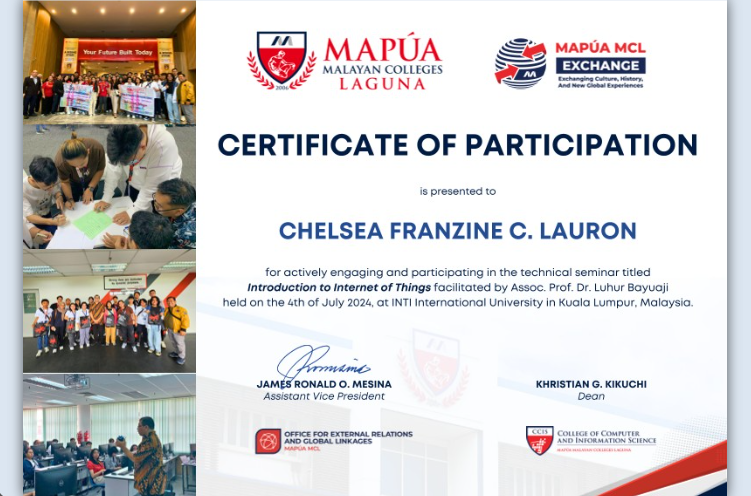 Your Future Built Today
MAPÚA
MALAYAN COLLEGES
LAGUNA
2006
MAPÚA MCL
EXCHANGE
Exchanging Culture, History,
And New Global Experiences
CERTIFICATE OF PARTICIPATION
is presented to
CHELSEA FRANZINE C. LAURON
for actively engaging and participating in the technical seminar titled
Introduction to Internet of Things facilitated by Assoc. Prof. Dr. Luhur Bayuaji
held on the 4th of July 2024, at INTI International University in Kuala Lumpur, Malaysia.
JAMES RONALD O. MESINA
Assistant Vice President
KHRISTIAN G. KIKUCHI
Dean
OFFICE FOR EXTERNAL RELATIONS
AND GLOBAL LINKAGES
MAPÚA MCL
CCIS
COLLEGE OF COMPUTER
AND INFORMATION SCIENCE
MAPÚA MALAYAN COLLEGES LAGUNA